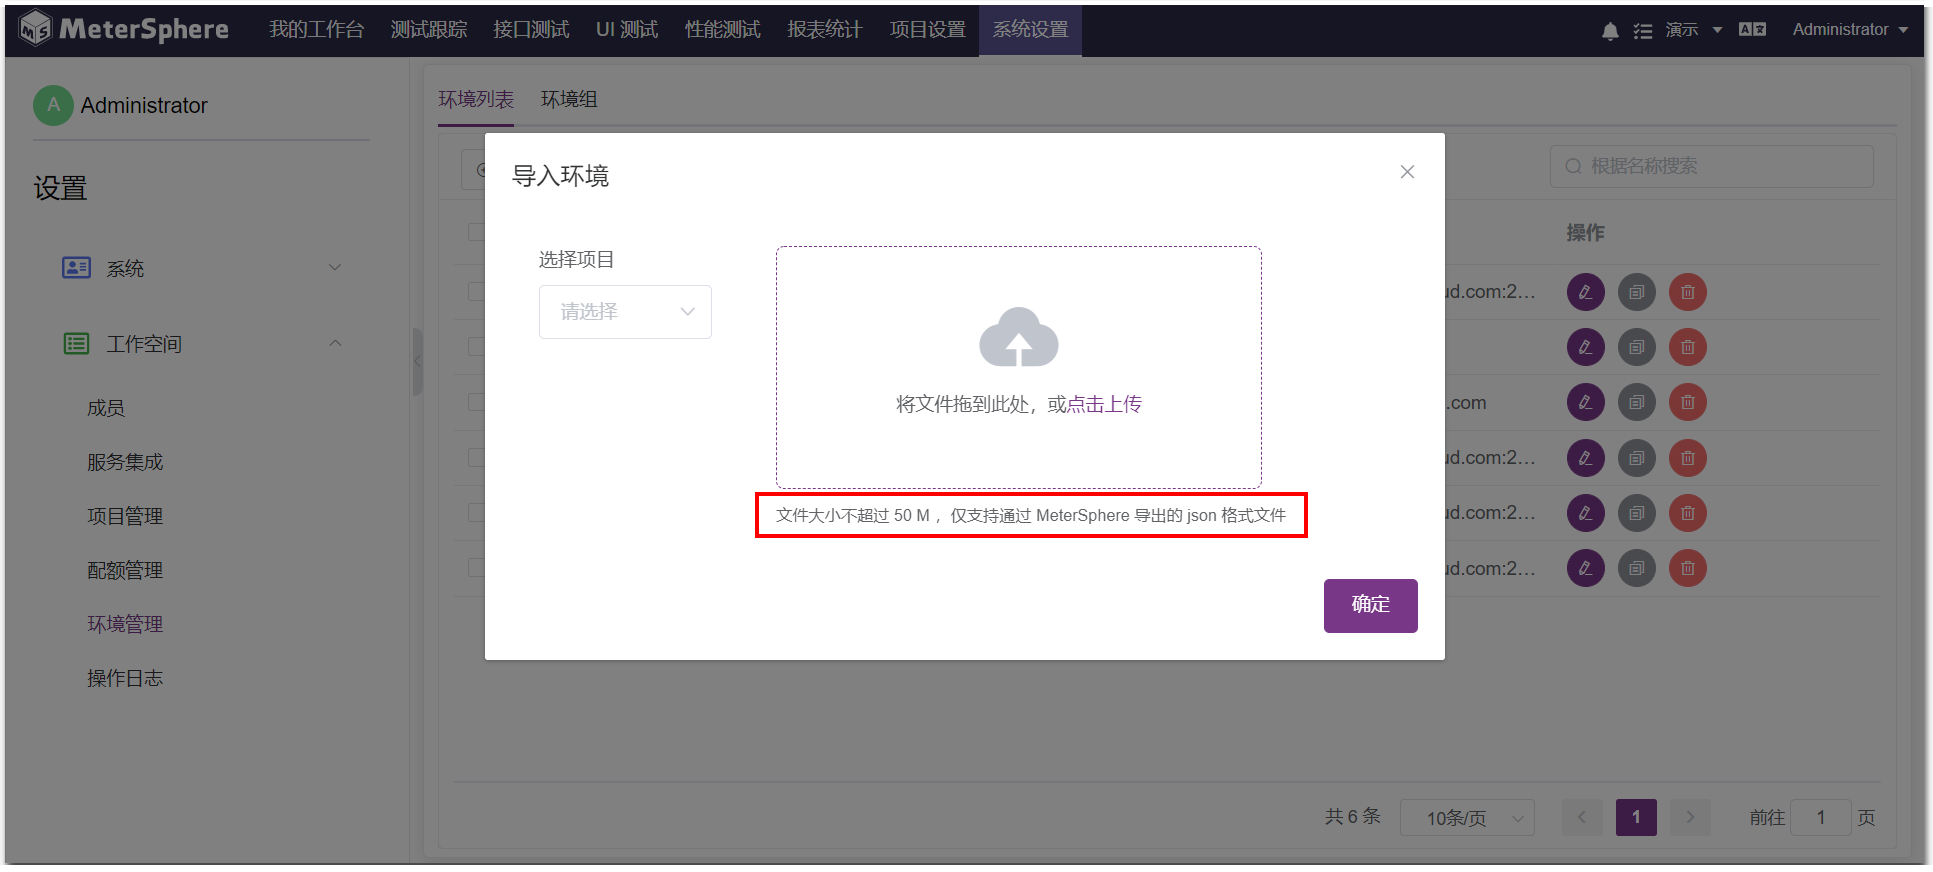 MeterSphere 我的工作台 测试跟踪 接口测试 UI 测试 性能测试 报表统计 项目设置 系统设置 演示 Administrator
A Administrator
环境列表 环境组
设置
导入环境
根据名称搜索
操作
系统
选择项目
请选择
ud.com:2...
工作空间
将文件拖到此处，或点击上传
.com
成员
服务集成
ud.com:2...
项目管理
文件大小不超过 50 M ，仅支持通过 MeterSphere 导出的 json 格式文件
ud.com:2...
配额管理
ud.com:2...
确定
环境管理
操作日志
共 6 条 10条/页 1 前往 1 页